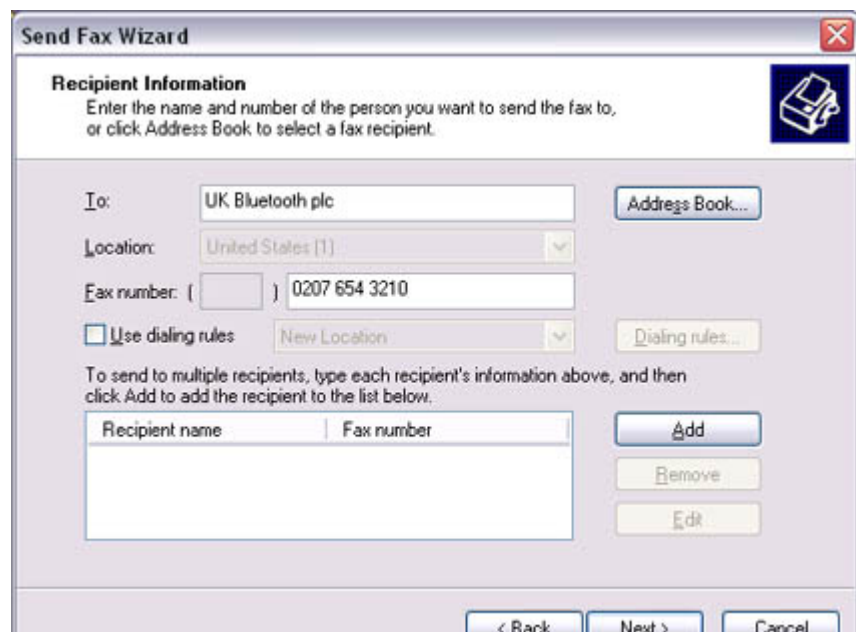 Send Fax Wizard
Recipient Information
Enter the name and number of the person you want to send the fax to,
or click Address Book to select a fax recipient.
To: UK Bluetooth plc Address Book...
Location: United States (1)
Fax number: ( ) 0207 654 3210
Use dialing rules New Location Dialing rules...
To send to multiple recipients, type each recipient's information above, and then
click Add to add the recipient to the list below.
Recipient name Fax number Add
Remove
Edit
< Back Next > Cancel